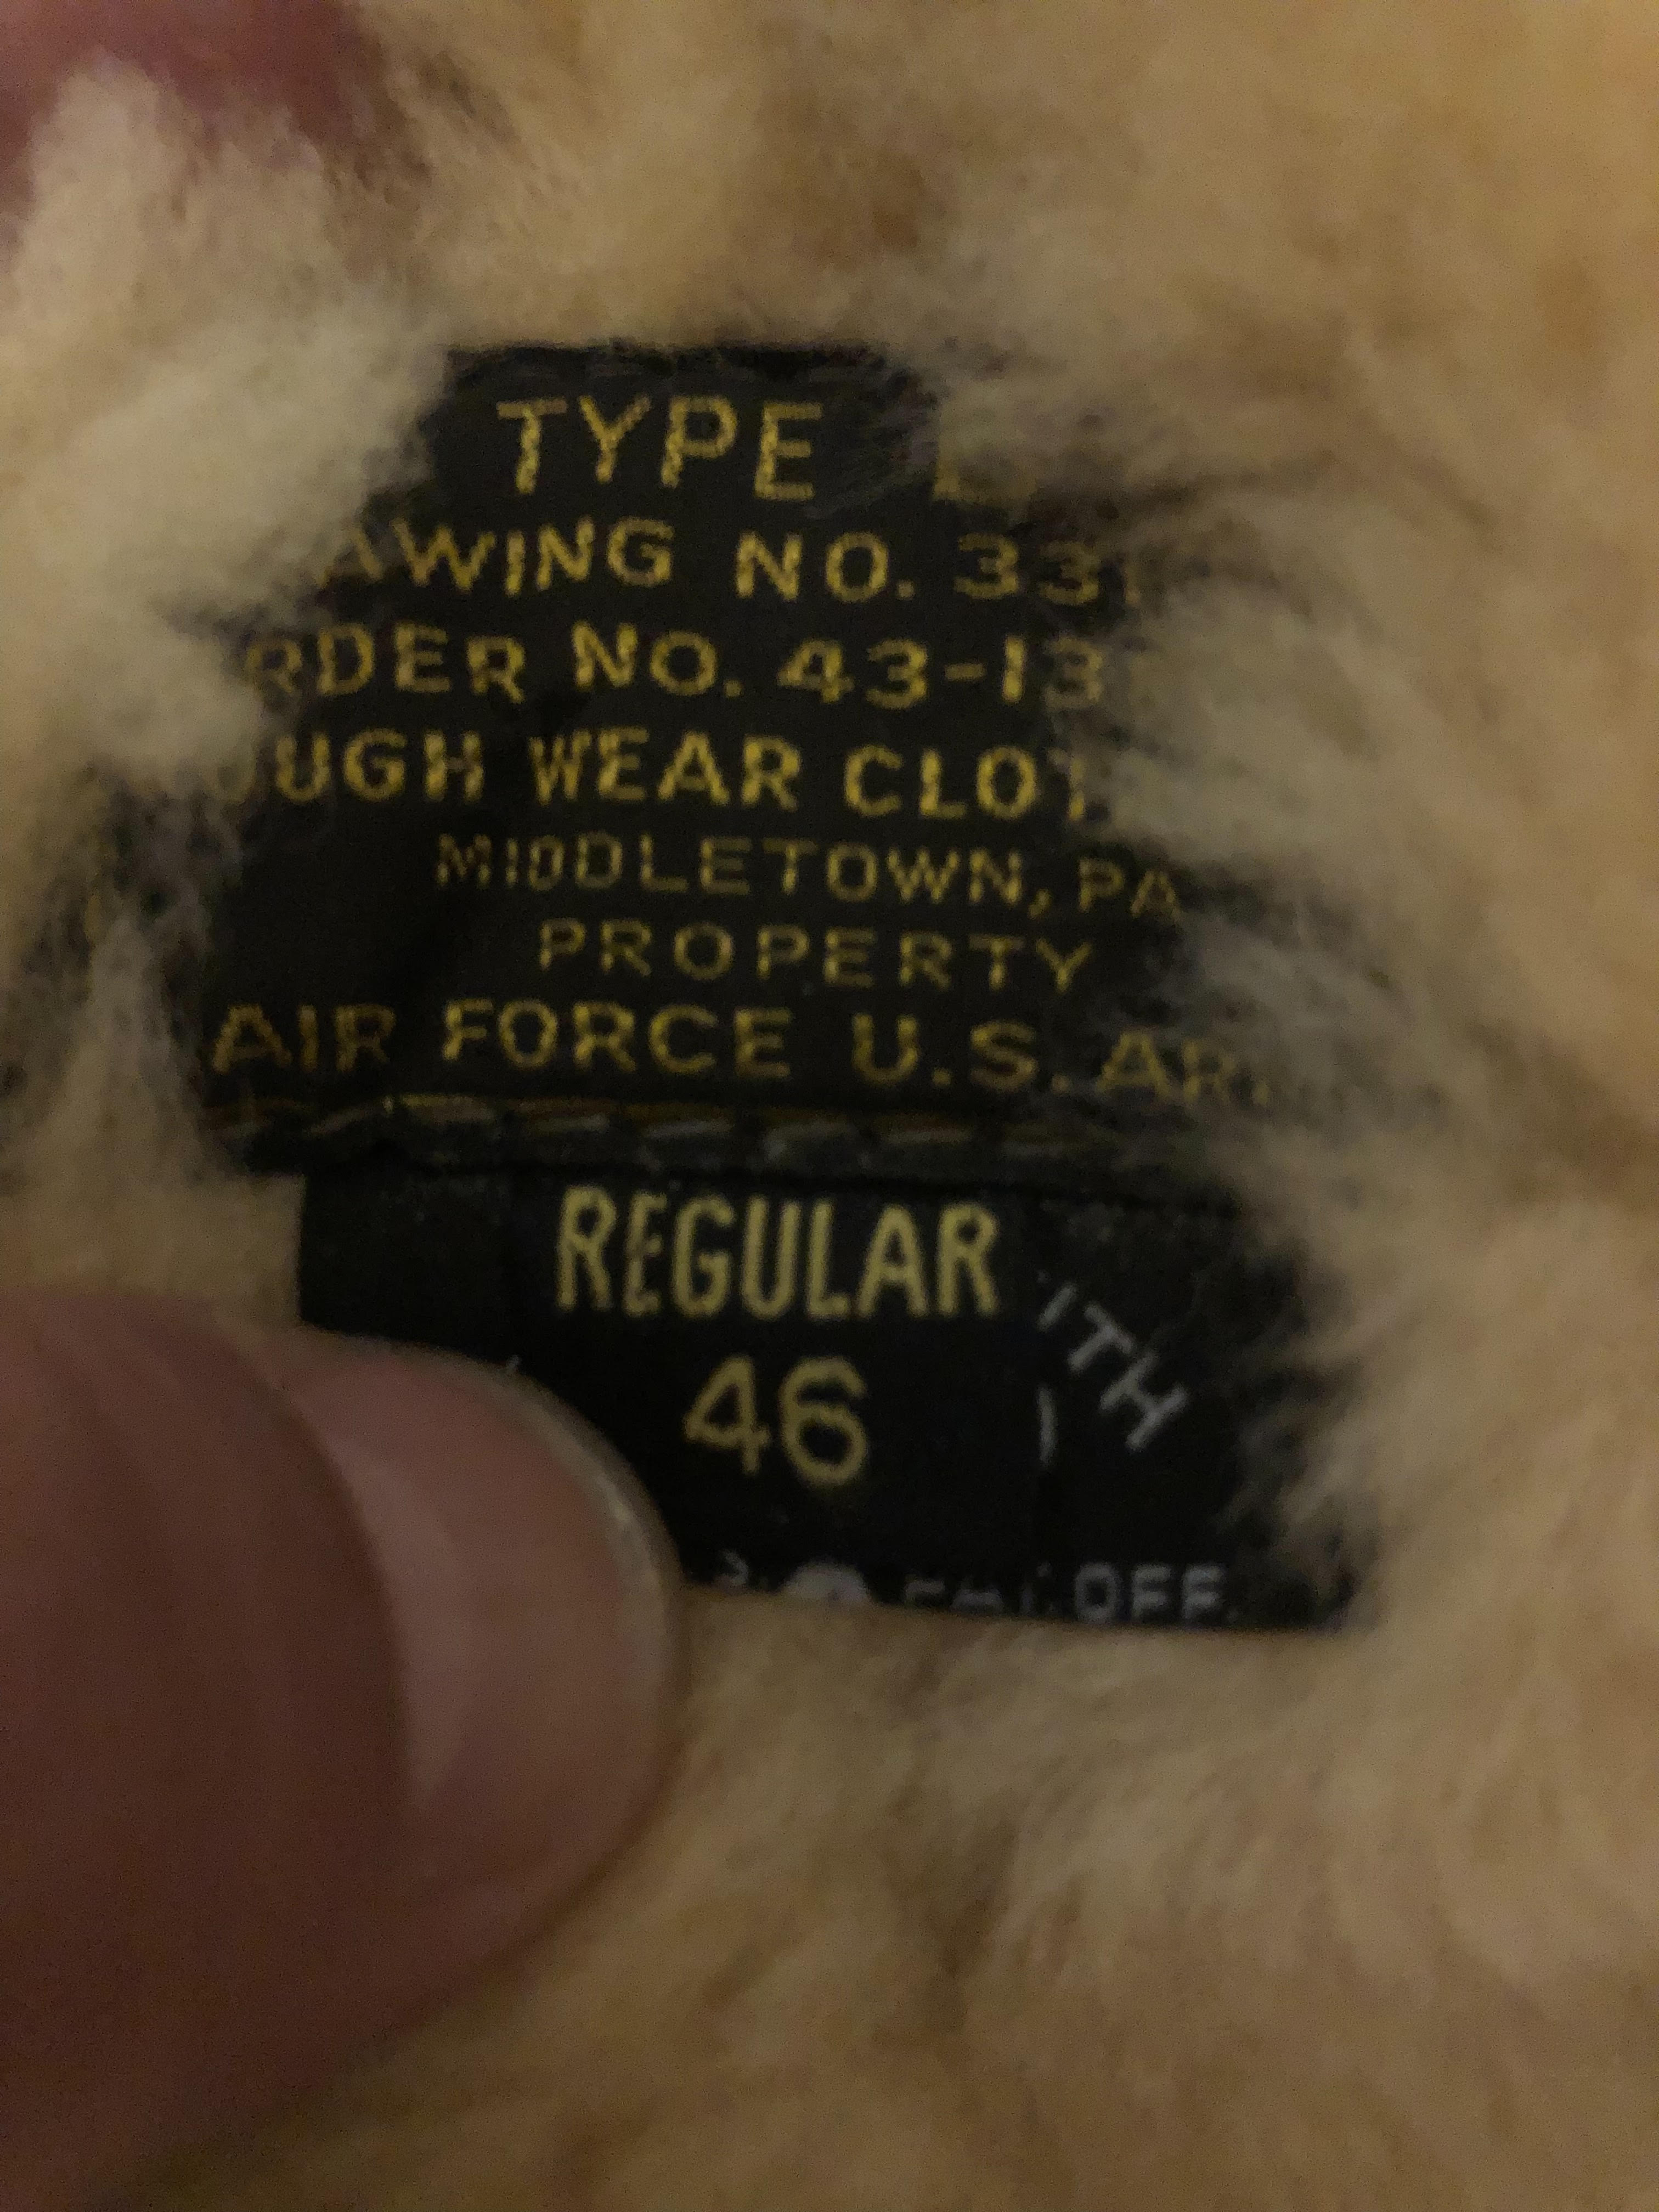 TYPE
AWING NO. 33
RDER NO. 43-13
UGH WEAR CLOT
MIDDLETOWN, PA
PROPERTY
AIR FORCE U.S. AR
REGULAR
46
ITH
OFF.